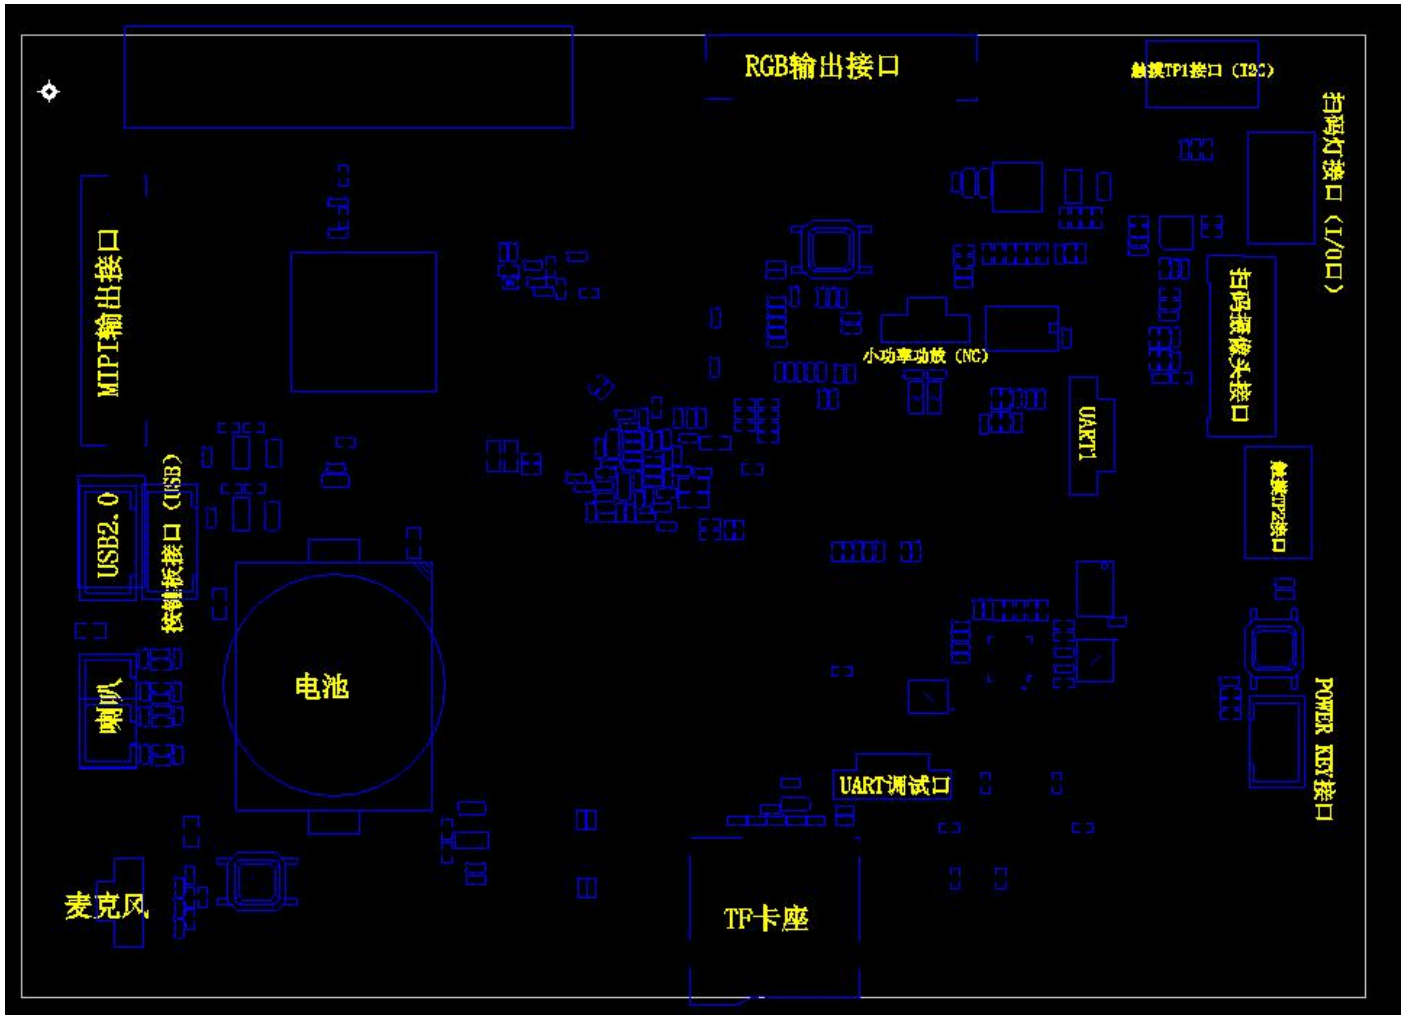 RGB输出接口
触摸TP1接口（I2C）
扫码灯接口（I/O口）
MIPI输出接口
扫码摄像头接口
小功率功放（NC）
UART1
按钮板接口（USB）
USB2.0
触摸TP2接口
喇叭
电池
POWER KEY接口
UART调试口
麦克风
TF卡座